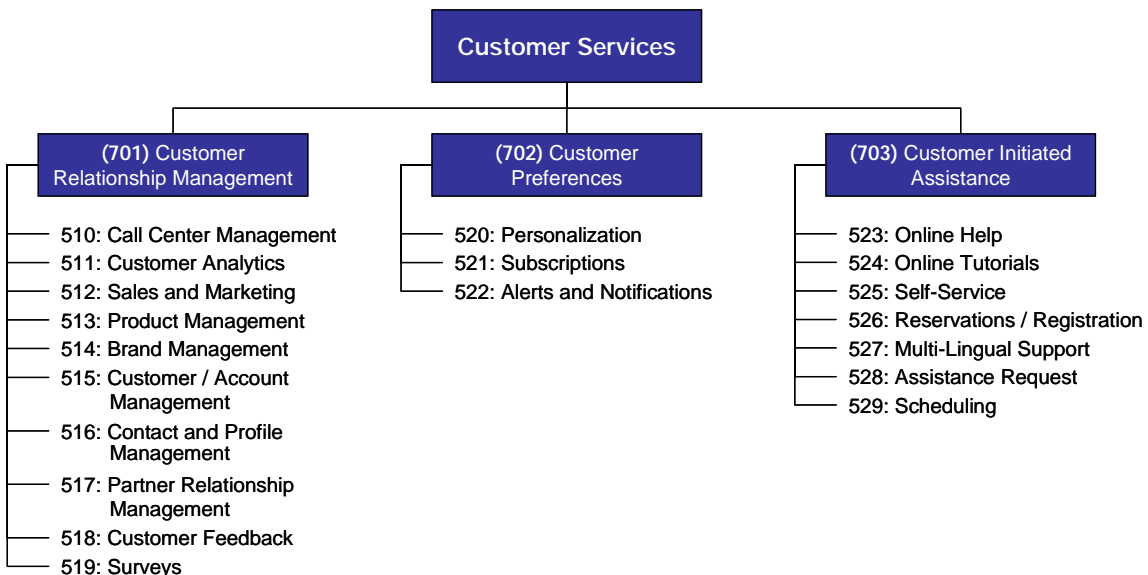 Customer Services
(701) Customer
Relationship Management
510: Call Center Management
511: Customer Analytics
512: Sales and Marketing
513: Product Management
514: Brand Management
515: Customer / Account
Management
516: Contact and Profile
Management
517: Partner Relationship
Management
518: Customer Feedback
519: Surveys
(702) Customer
Preferences
520: Personalization
521: Subscriptions
522: Alerts and Notifications
(703) Customer Initiated
Assistance
523: Online Help
524: Online Tutorials
525: Self-Service
526: Reservations / Registration
527: Multi-Lingual Support
528: Assistance Request
529: Scheduling